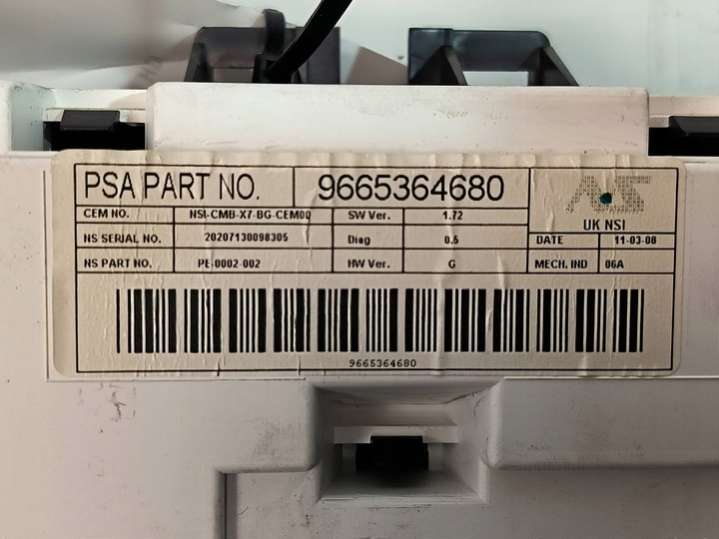 PSA PART NO. 9665364680
CEM NO. NSI-CMB-X7-BG-CEM00 SW Ver. 1.72
UK NSI
NS SERIAL NO. 20207130098305 Diag 0.5 DATE 11-03-08
NS PART NO. PE-0002-002 HW Ver. G MECH. IND 06A
9665364680